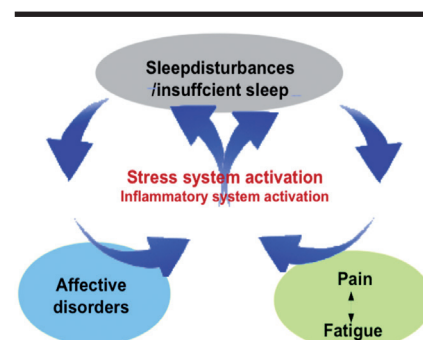 Sleepdisturbances
/insuffcient sleep
Stress system activation
Inflammatory system activation
Affective
disorders
Pain
Fatigue